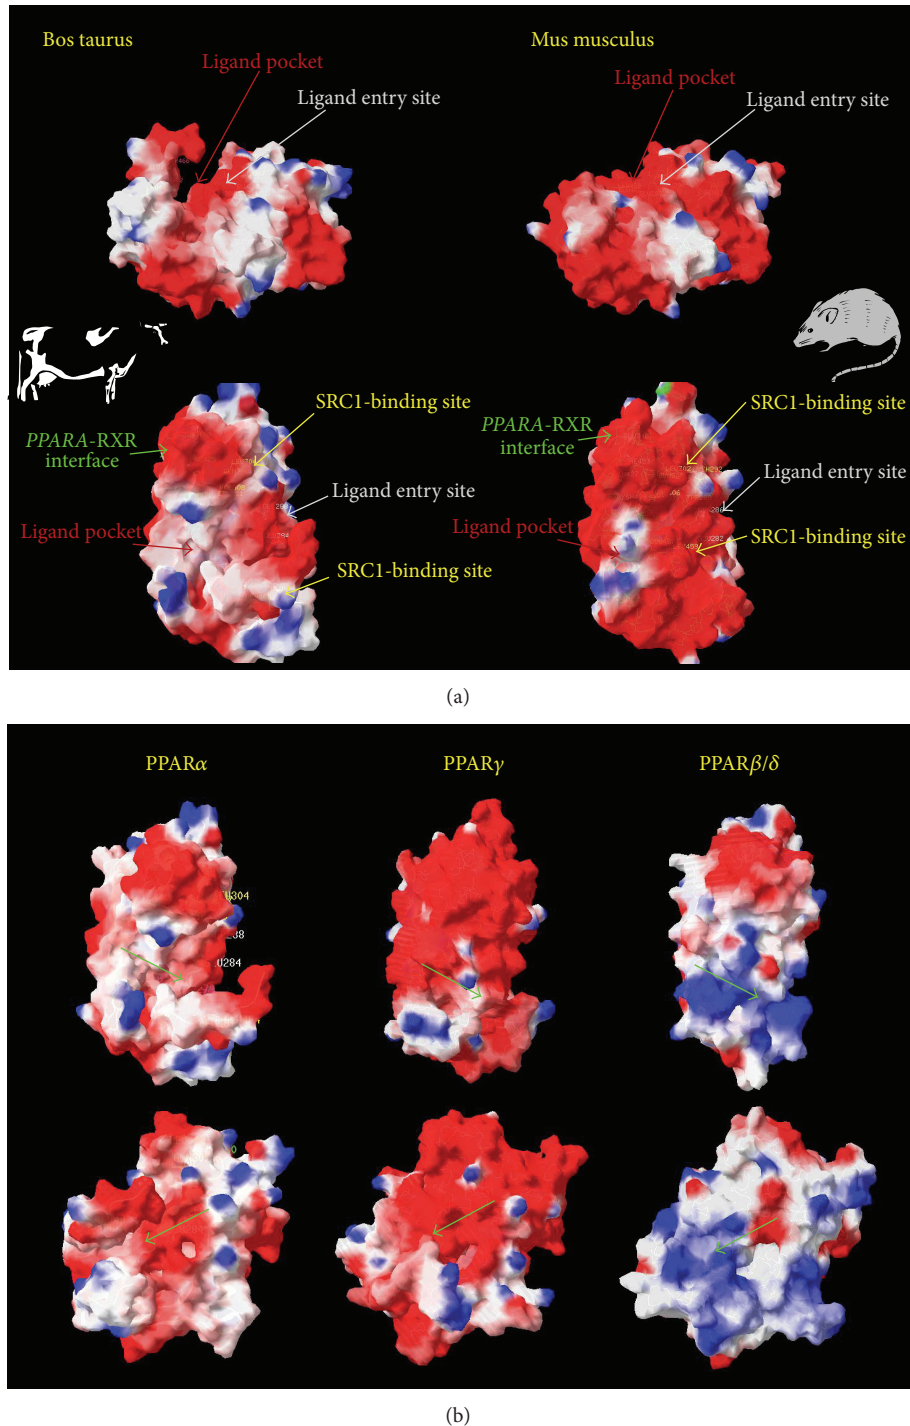 Bos taurus
Mus musculus
Ligand pocket
Ligand entry site
Ligand pocket
Ligand entry site
SRC1-binding site
PPARA-RXR
interface
Ligand entry site
Ligand pocket
SRC1-binding site
SRC1-binding site
PPARA-RXR
interface
Ligand entry site
Ligand pocket
SRC1-binding site
(a)
PPARα
PPARγ
PPARβ/δ
U304
U284
(b)